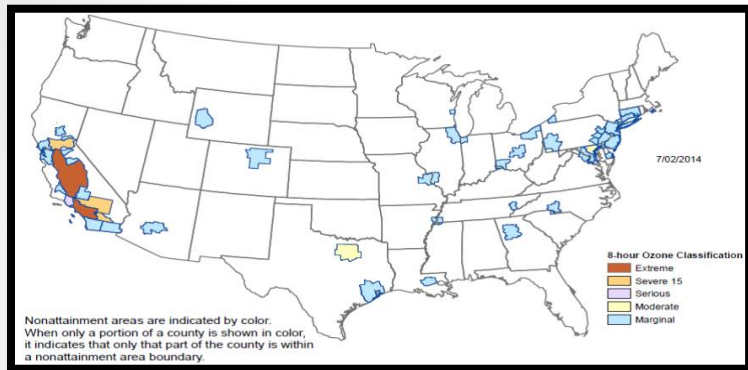 7/02/2014
8-hour Ozone Classification
Extreme
Severe 15
Serious
Moderate
Marginal
Nonattainment areas are indicated by color.
When only a portion of a county is shown in color,
it indicates that only that part of the county is within
a nonattainment area boundary.